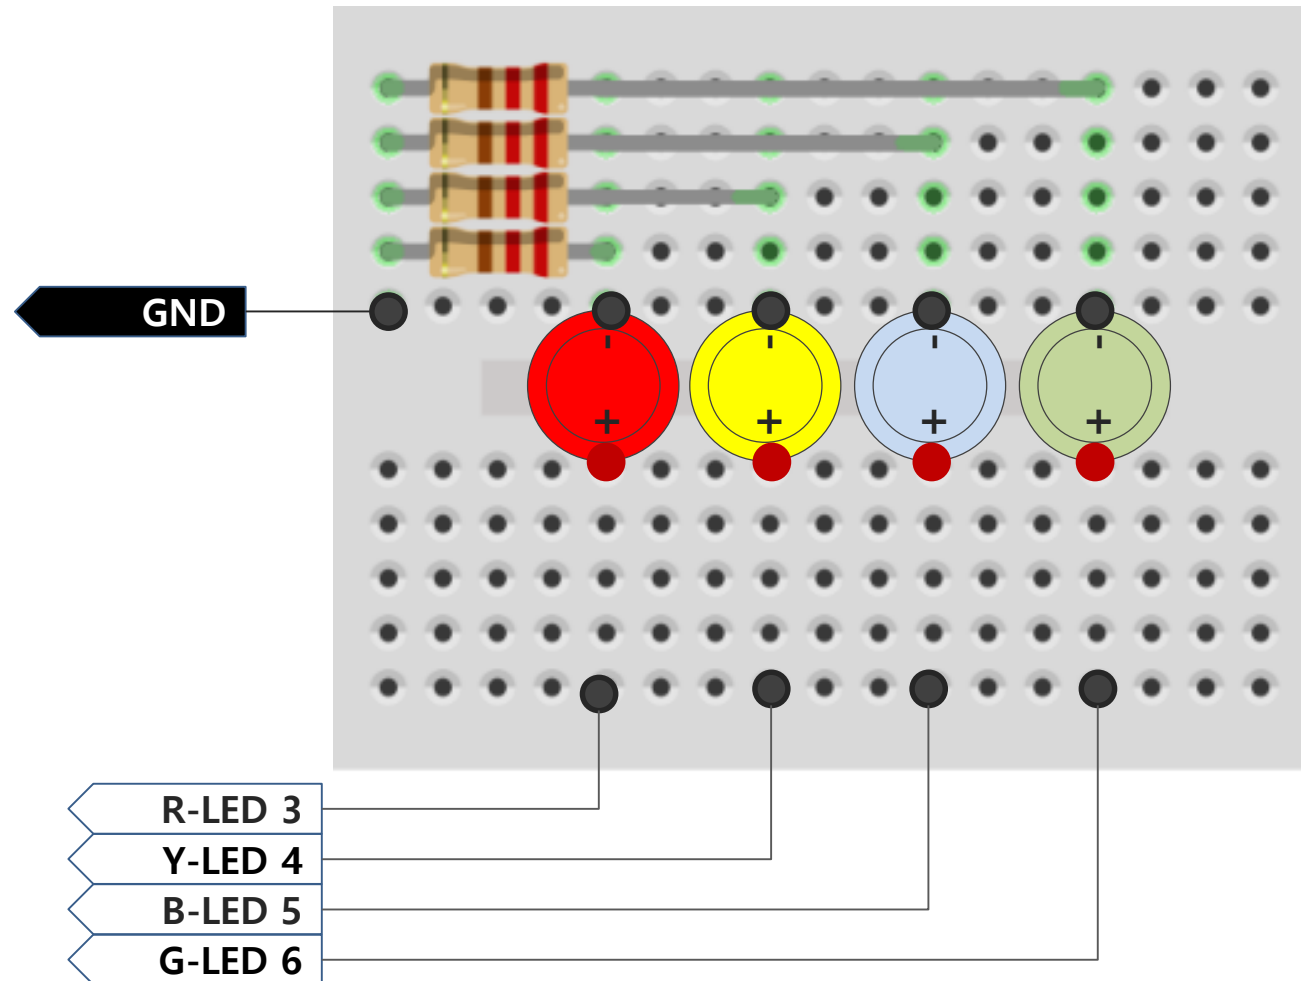 GND
- - - -
+ + + +
R-LED 3
Y-LED 4
B-LED 5
G-LED 6